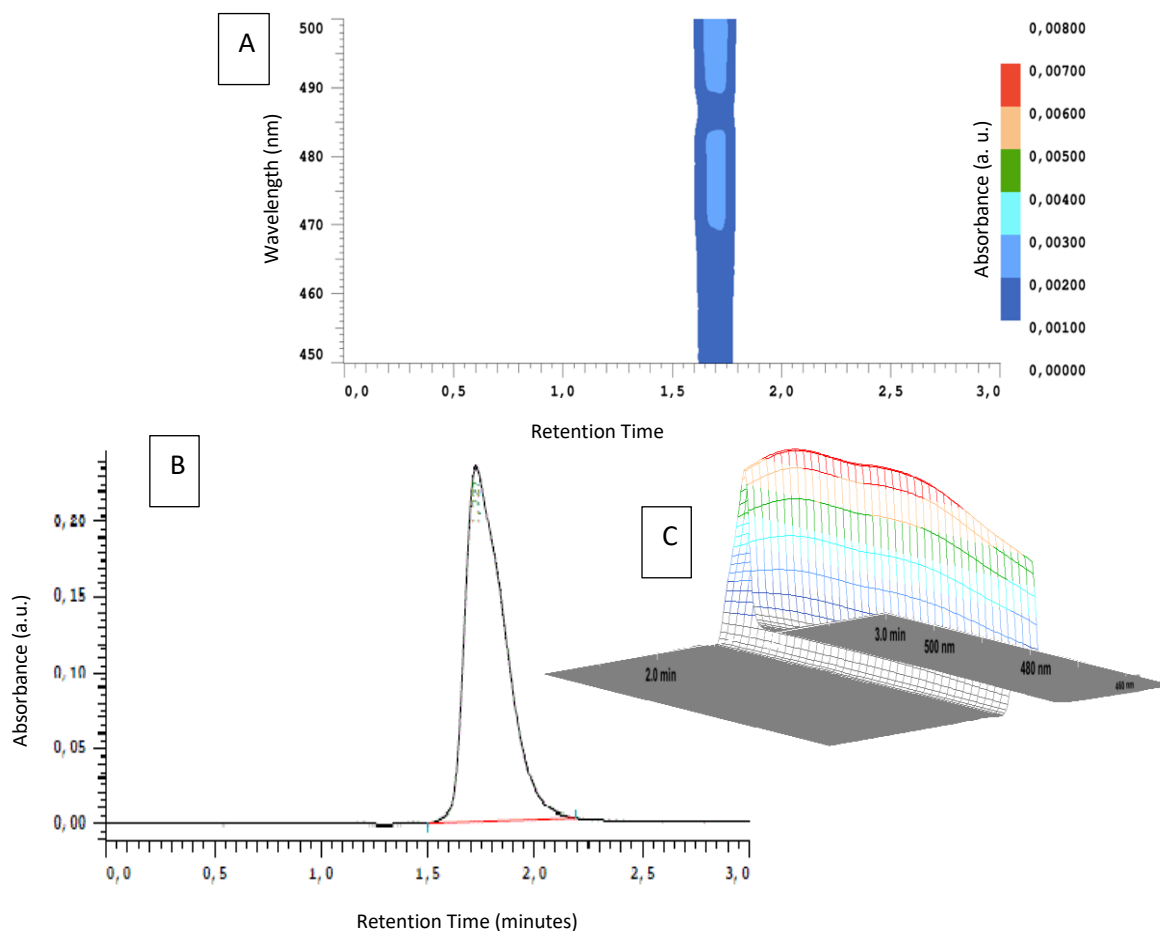 A
Wavelength (nm)
500
490
480
470
460
450
0,0
0,5
1,0
1,5
2,0
2,5
3,0
Retention Time
Absorbance (a. u.)
0,00800
0,00700
0,00600
0,00500
0,00400
0,00300
0,00200
0,00100
0,00000
B
Absorbance (a.u.)
0,20
0,15
0,10
0,05
0,00
0,0
0,5
1,0
1,5
2,0
2,5
3,0
Retention Time (minutes)
C
2.0 min
3.0 min
500 nm
480 nm